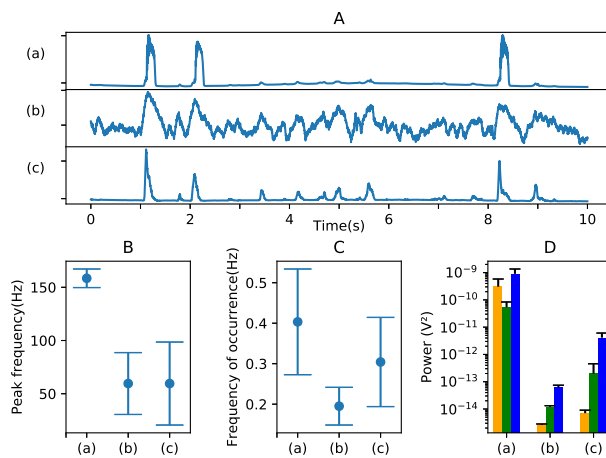 A
(a)
(b)
(c)
0 2 4 6 8 10
Time(s)
B
Peak frequency(Hz)
150
100
50
(a) (b) (c)
C
Frequency of occurrence(Hz)
0.5
0.4
0.3
0.2
(a) (b) (c)
D
Power (V²)
10⁻⁹
10⁻¹⁰
10⁻¹¹
10⁻¹²
10⁻¹³
10⁻¹⁴
(a) (b) (c)